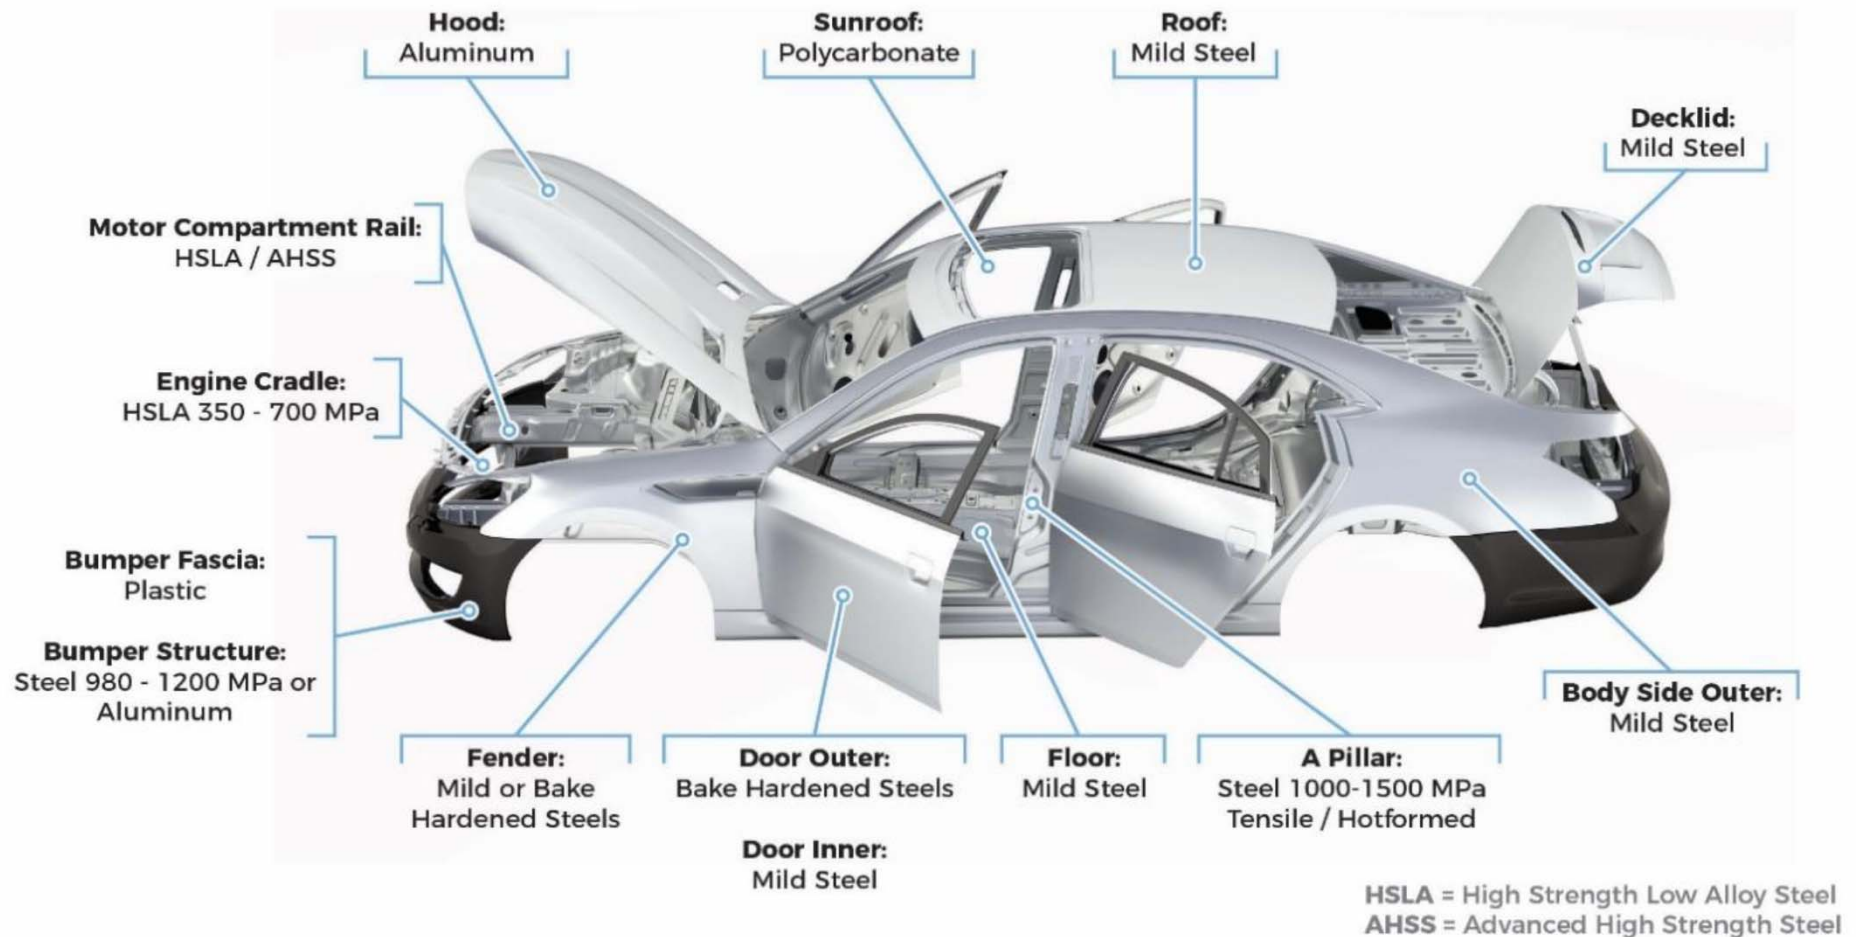 Hood:
Aluminum
Sunroof:
Polycarbonate
Roof:
Mild Steel
Decklid:
Mild Steel
Motor Compartment Rail:
HSLA / AHSS
Engine Cradle:
HSLA 350 - 700 MPa
Bumper Fascia:
Plastic
Bumper Structure:
Steel 980 - 1200 MPa or
Aluminum
Fender:
Mild or Bake
Hardened Steels
Door Outer:
Bake Hardened Steels
Door Inner:
Mild Steel
Floor:
Mild Steel
A Pillar:
Steel 1000-1500 MPa
Tensile / Hotformed
Body Side Outer:
Mild Steel
HSLA = High Strength Low Alloy Steel
AHSS = Advanced High Strength Steel